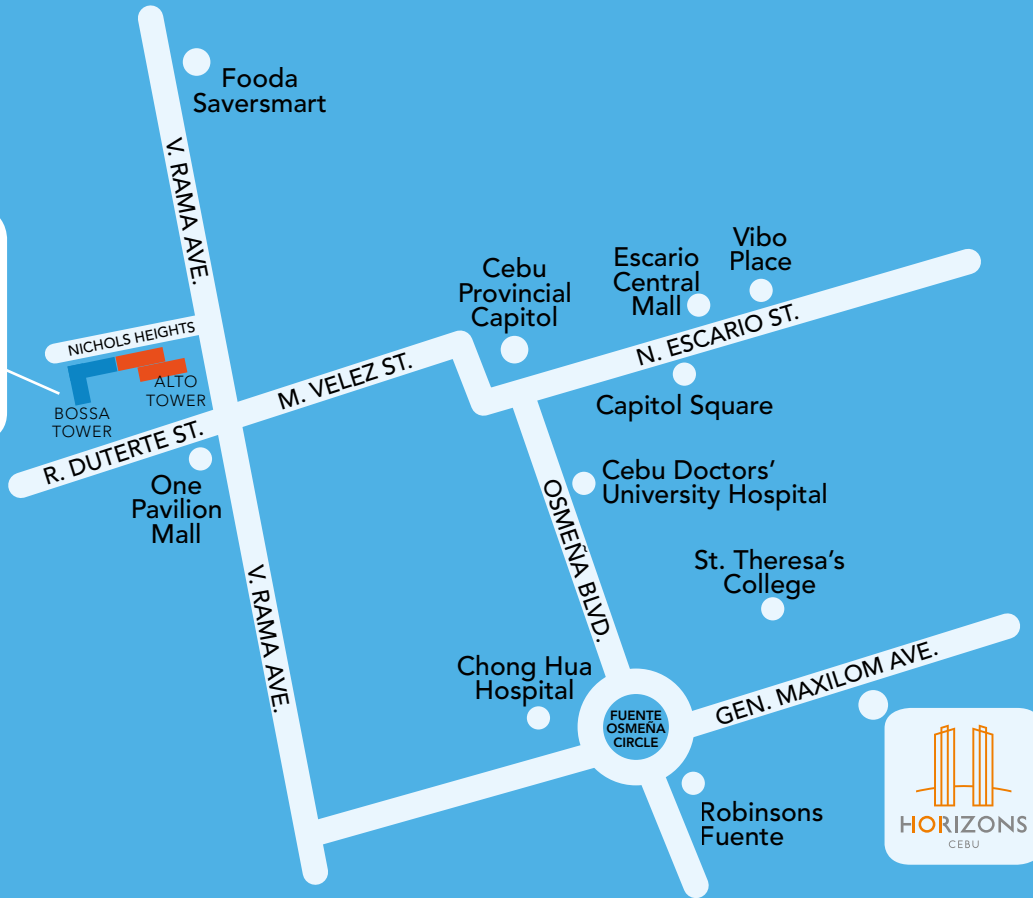 Fooda
Saversmart
V. RAMA AVE.
Vibo
Place
Escario
Central
Mall
Cebu
Provincial
Capitol
N. ESCARIO ST.
NICHOLS HEIGHTS
ALTO
TOWER
BOSSA
TOWER
M. VELEZ ST.
Capitol Square
R. DUTERTE ST.
One
Pavilion
Mall
Cebu Doctors'
University Hospital
OSMEÑA BLVD.
St. Theresa's
College
V. RAMA AVE.
Chong Hua
Hospital
FUENTE
OSMEÑA
CIRCLE
GEN. MAXILOM AVE.
Robinsons
Fuente
HORIZONS
CEBU